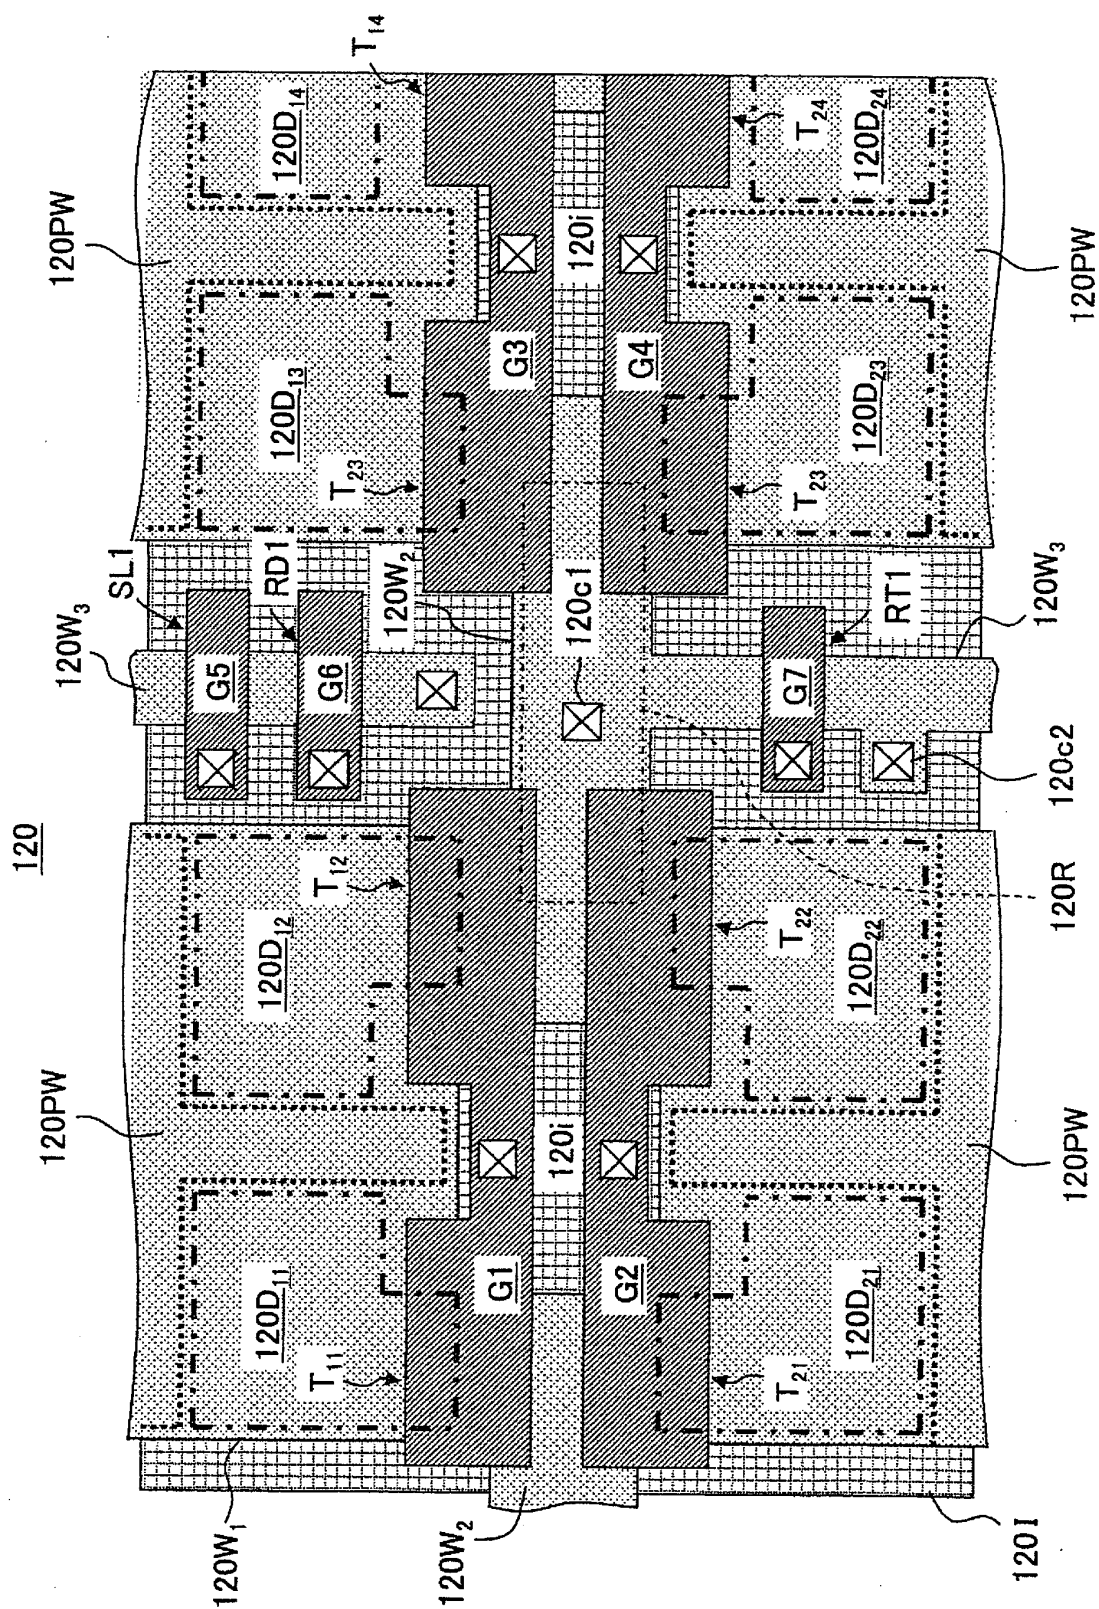 120
120PW
120W₃
120PW
SL1
G5
120W₁
120D₁₁
120D₁₂
RD1
120D₁₃
120D₁₄
T₁₁
T₁₂
G6
T₂₃
T₁₄
120W₂
120W₂
G1
G3
120i
120c1
120i
G2
G4
T₂₁
T₂₂
G7
T₂₃
T₂₄
120D₂₁
120D₂₂
RT1
120D₂₃
120D₂₄
120I
120PW
120R
120c2
120W₃
120PW